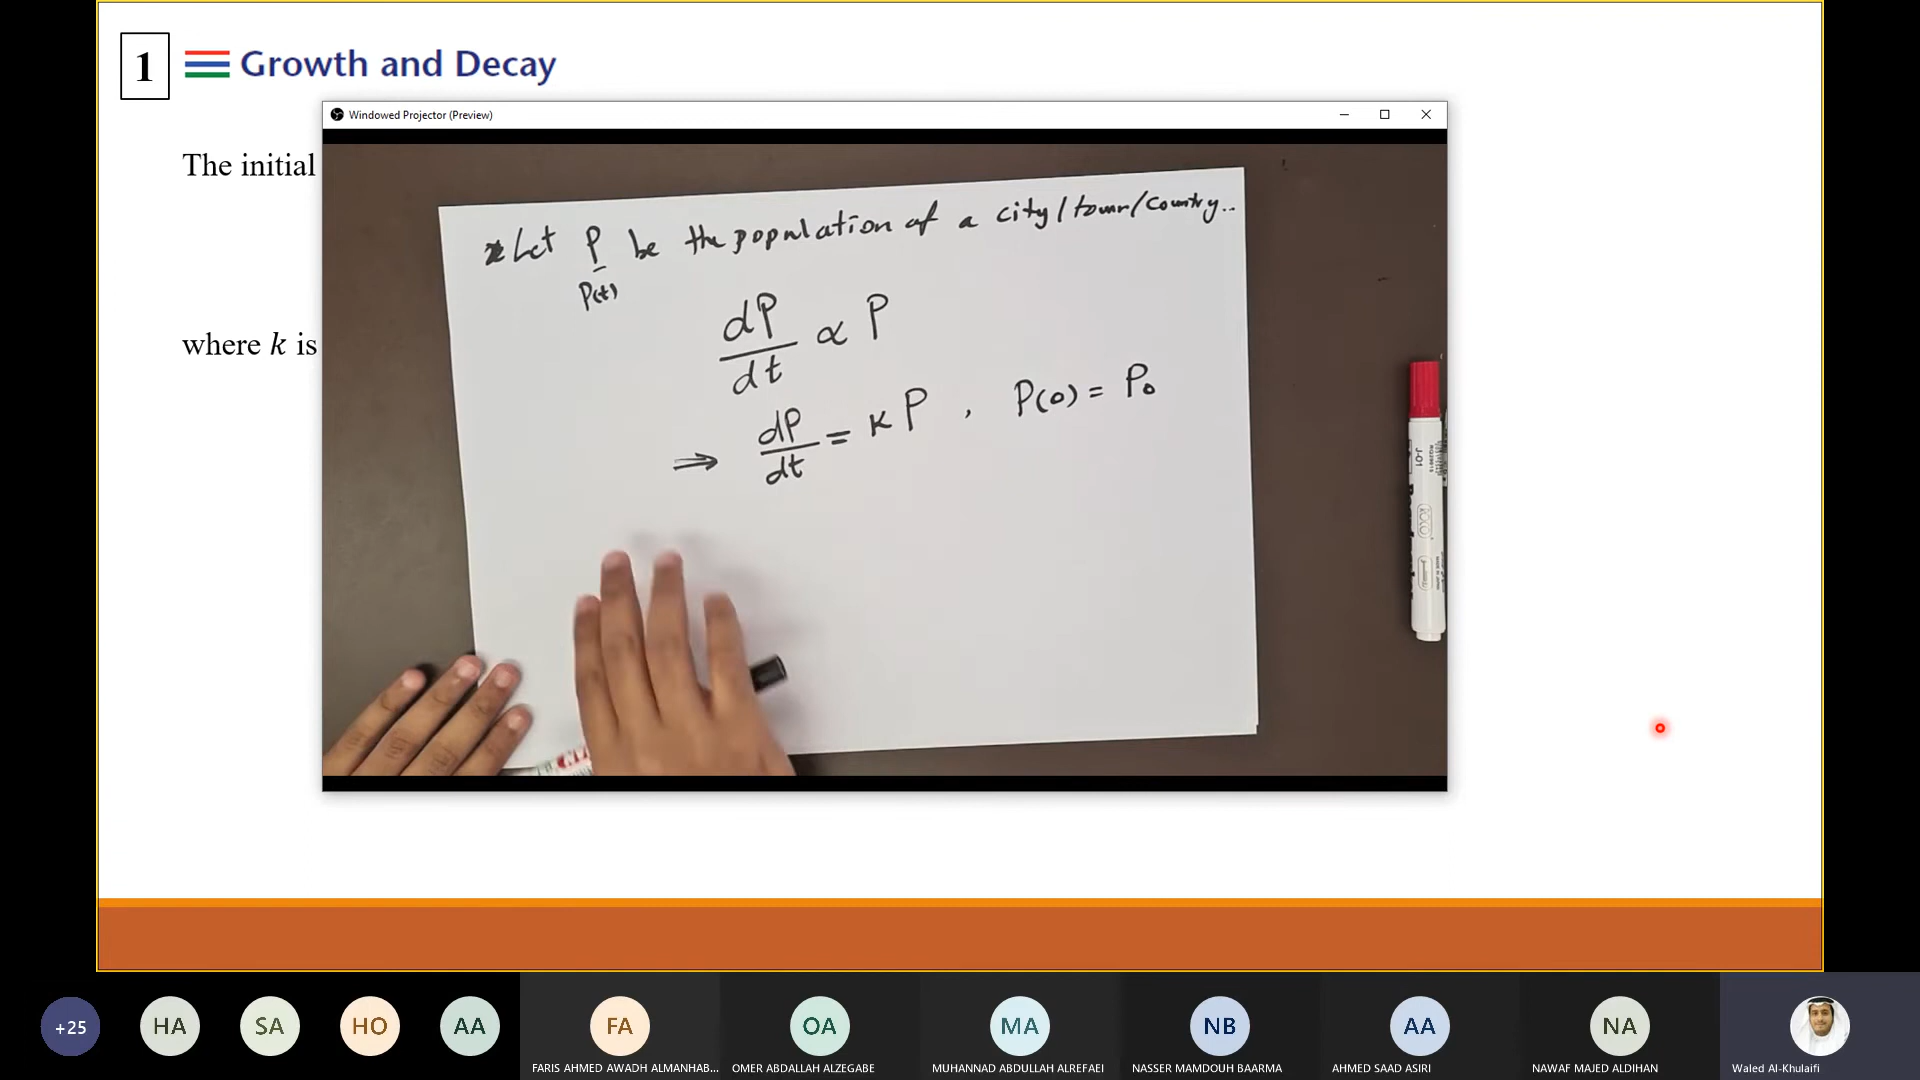 1 Growth and Decay
Windowed Projector (Preview)
The initial
Let P be the population of a city/town/country..
P(t)
dP/dt ∝ P
⇒ dP/dt = K P , P(0) = P₀
where k is
J-01
+25
HA
SA
HO
AA
FA
OA
MA
NB
AA
NA
FARIS AHMED AWADH ALMANHAB...
OMER ABDALLAH ALZEGABE
MUHANNAD ABDULLAH ALREFAEI
NASSER MAMDOUH BAARMA
AHMED SAAD ASIRI
NAWAF MAJED ALDIHAN
Waled Al-Khulaifi